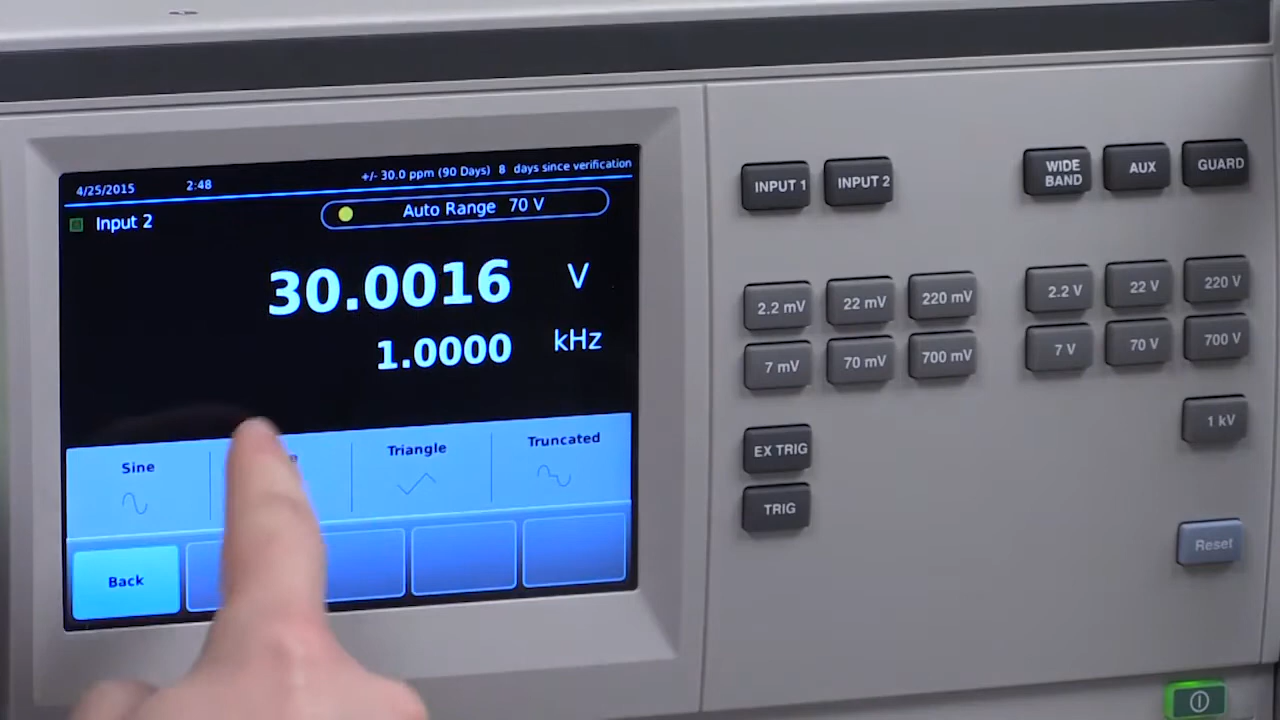 4/25/2015 2:48 +/- 30.0 ppm (90 Days) 8 days since verification
Input 2
Auto Range 70 V
30.0016 V
1.0000 kHz
Sine
Triangle
Truncated
Back
INPUT 1
INPUT 2
WIDE
BAND
AUX
GUARD
2.2 mV
22 mV
220 mV
2.2 V
22 V
220 V
7 mV
70 mV
700 mV
7 V
70 V
700 V
1 kV
EX TRIG
TRIG
Reset